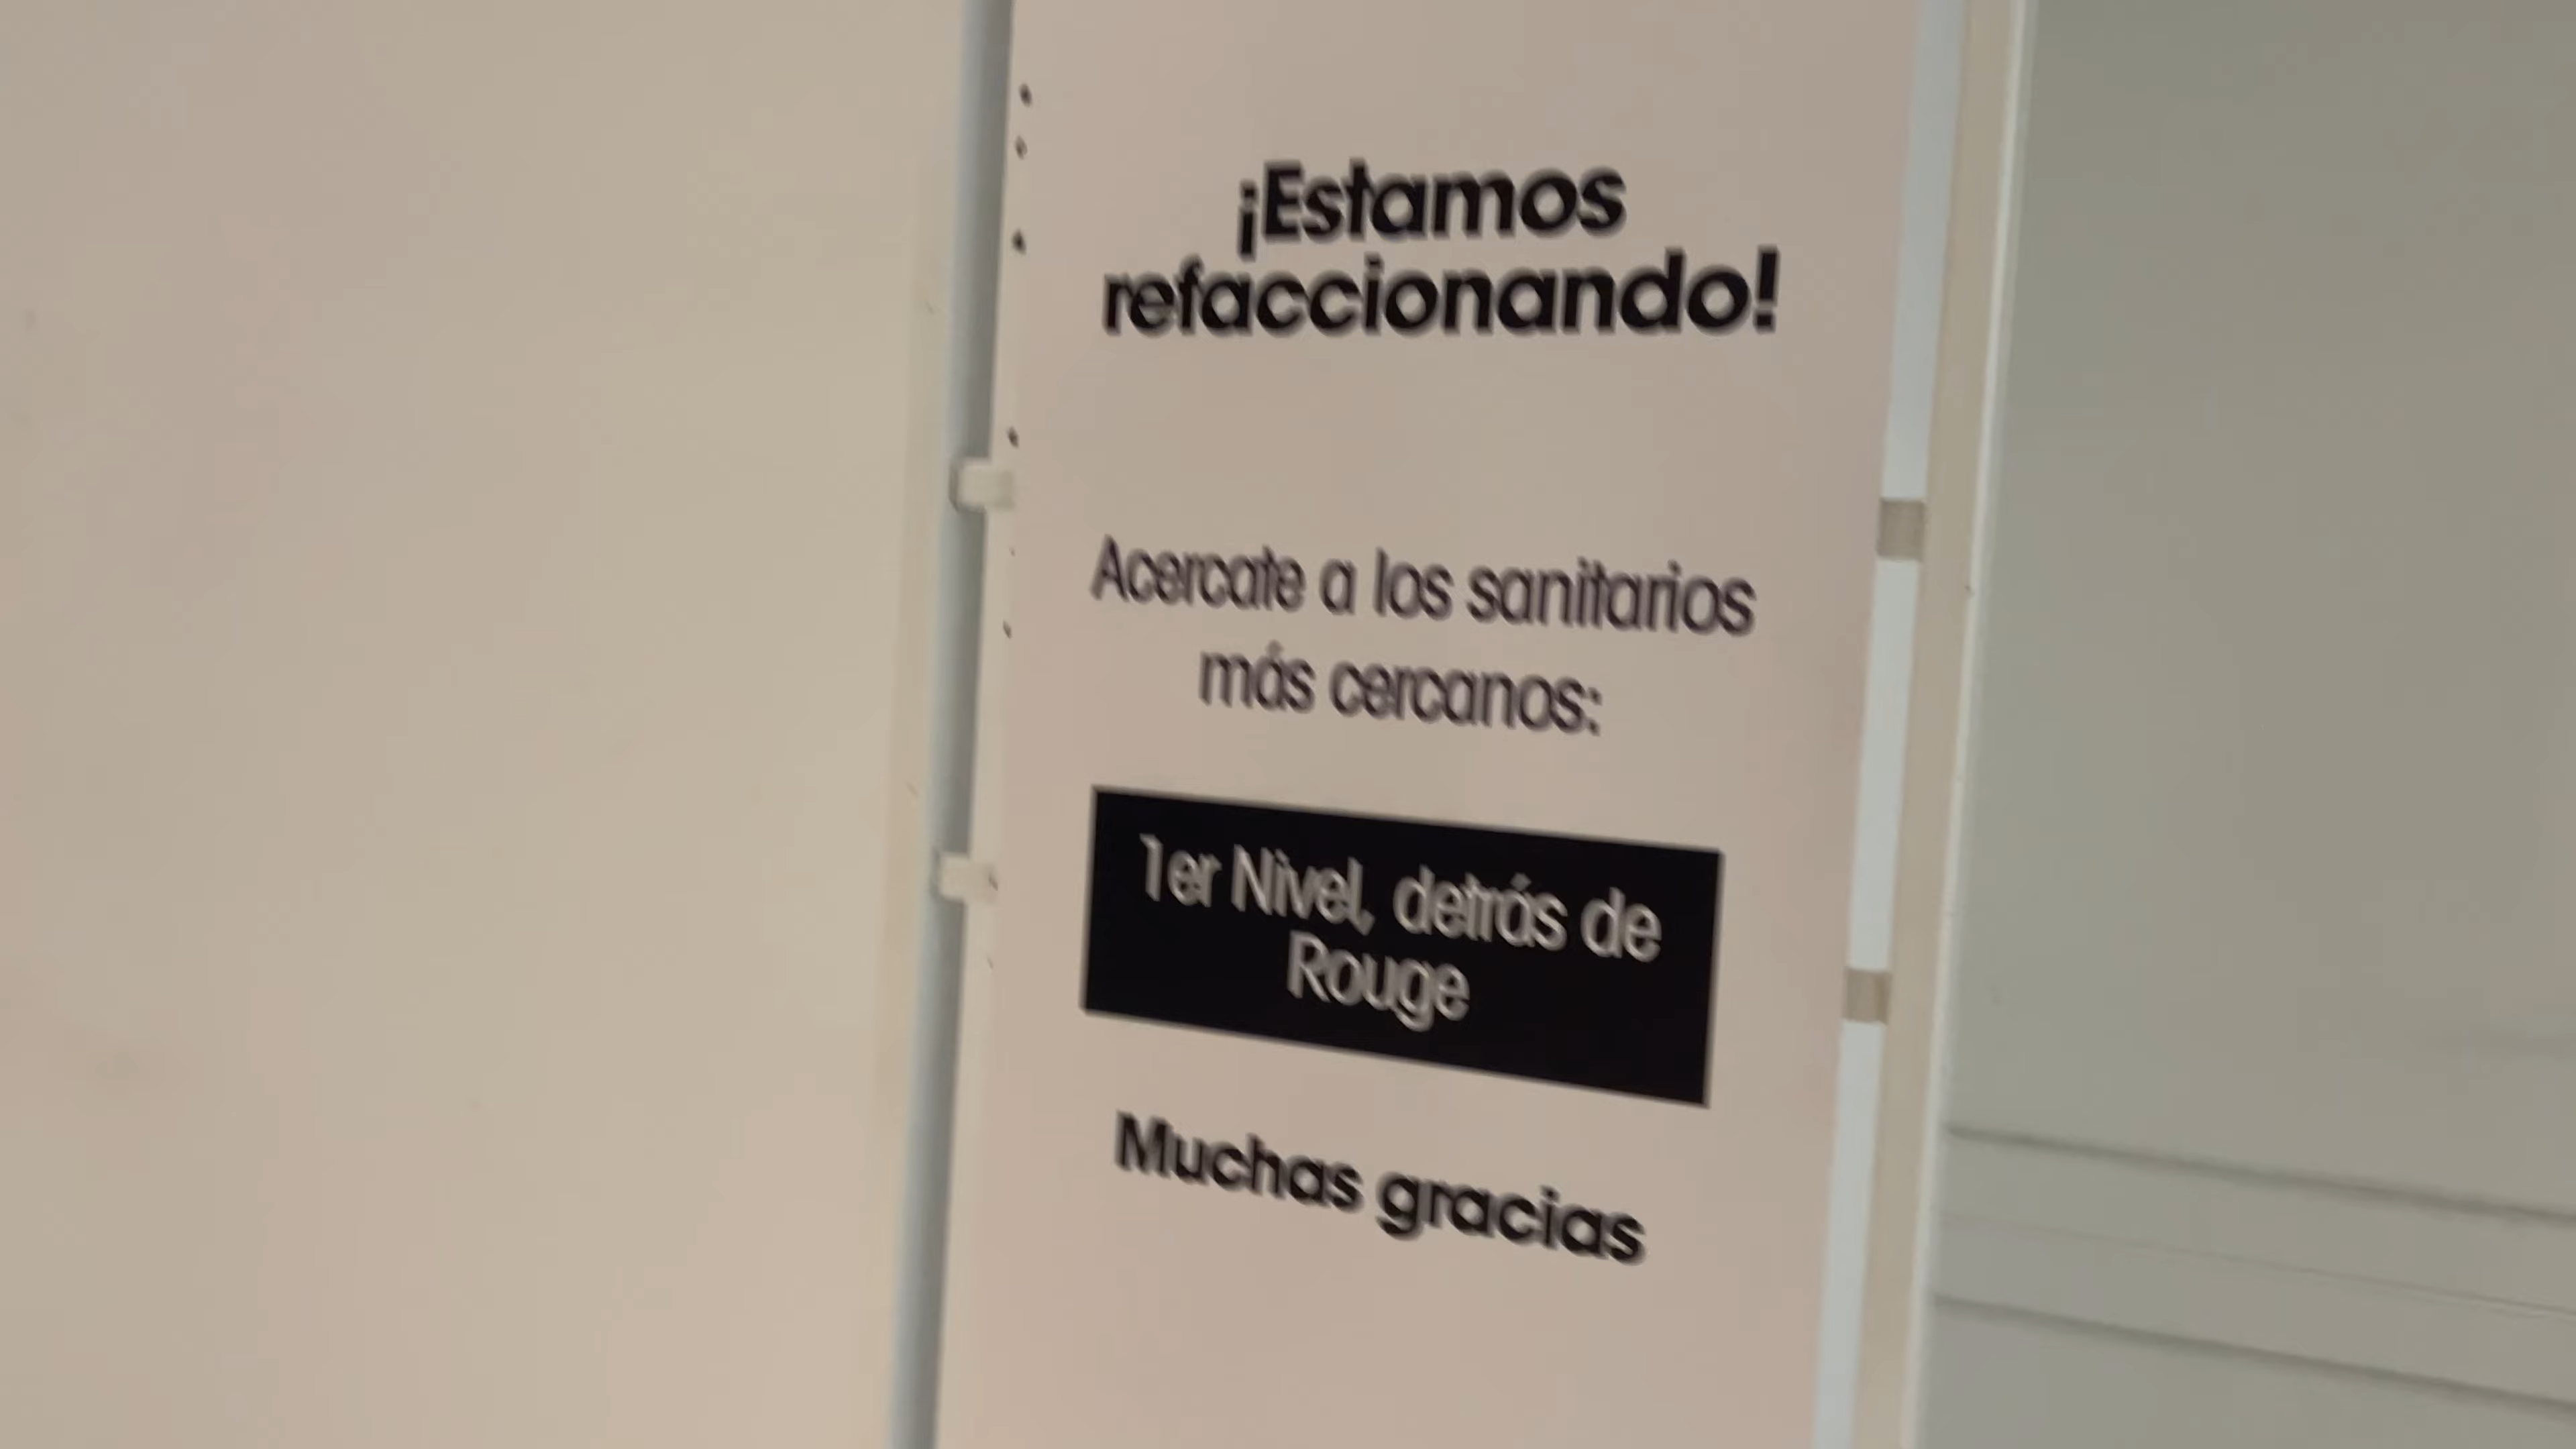 ¡Estamos
refaccionando!
Acercate a los sanitarios
más cercanos:
1er Nivel, detrás de
Rouge
Muchas gracias